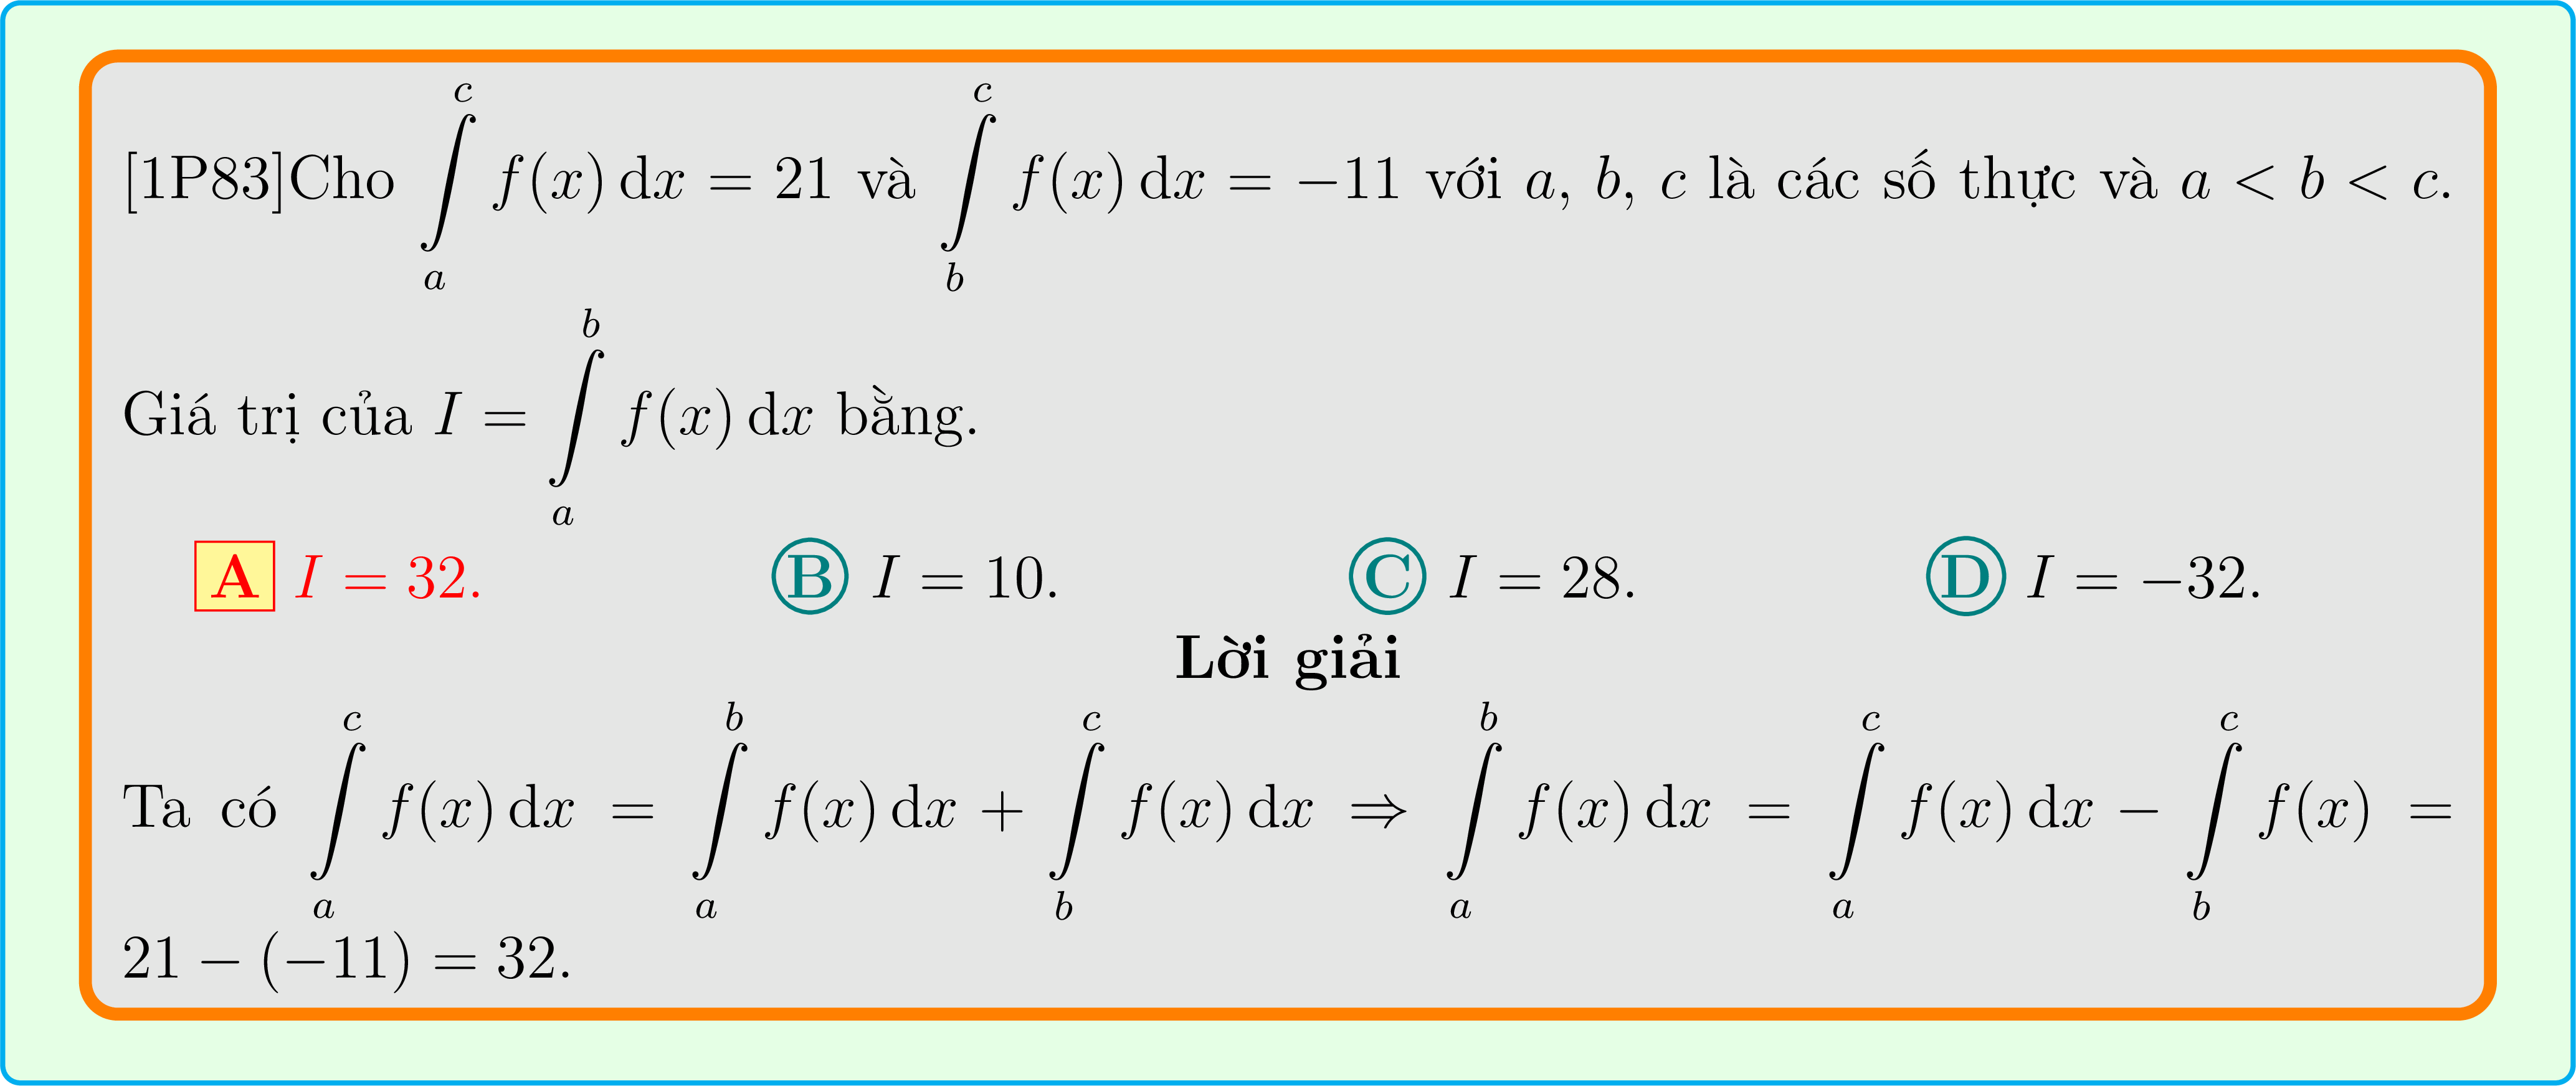 [1P83]Cho $\int\limits_a^c f(x)\,\mathrm{d}x = 21$ và $\int\limits_b^c f(x)\,\mathrm{d}x = -11$ với $a$, $b$, $c$ là các số thực và $a < b < c$.
Giá trị của $I = \int\limits_a^b f(x)\,\mathrm{d}x$ bằng.
A $I = 32$. B $I = 10$. C $I = 28$. D $I = -32$.
Lời giải
Ta có $\int\limits_a^c f(x)\,\mathrm{d}x = \int\limits_a^b f(x)\,\mathrm{d}x + \int\limits_b^c f(x)\,\mathrm{d}x \Rightarrow \int\limits_a^b f(x)\,\mathrm{d}x = \int\limits_a^c f(x)\,\mathrm{d}x - \int\limits_b^c f(x) =$
$21 - (-11) = 32$.